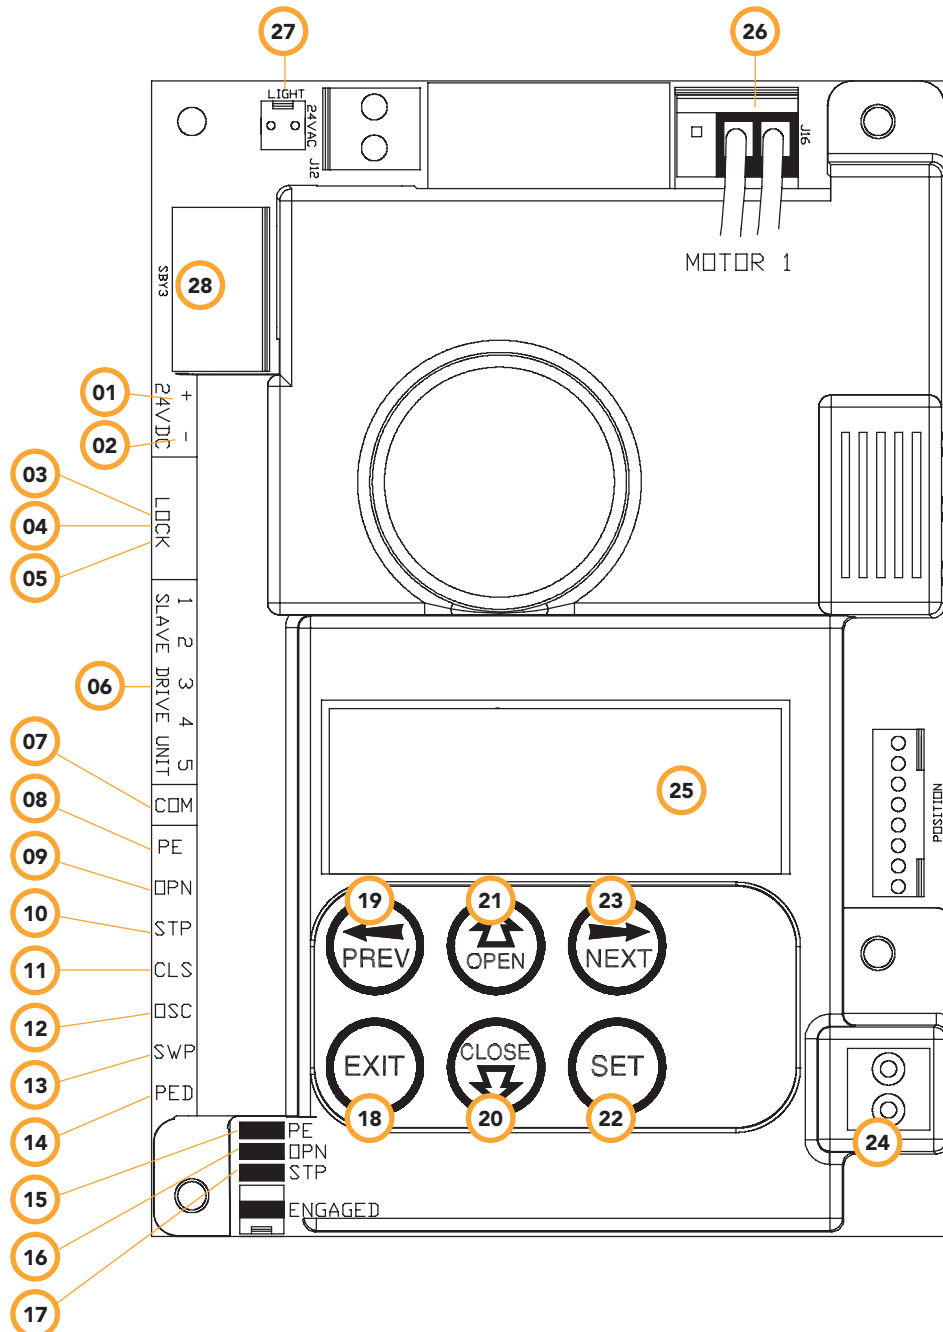 27
26
LIGHT
24VAC
J12
J16
MOTOR 1
SBY3
28
01
+
24VDC
02
-
03
LOCK
04
05
1
SLAVE DRIVE UNIT
2
3
06
4
5
07
COM
25
POSITION
08
PE
09
OPN
10
STP
19
21
23
PREV
OPEN
NEXT
11
CLS
12
OSC
13
SWP
EXIT
CLOSE
SET
14
PED
18
20
22
24
15
PE
OPN
STP
16
ENGAGED
17